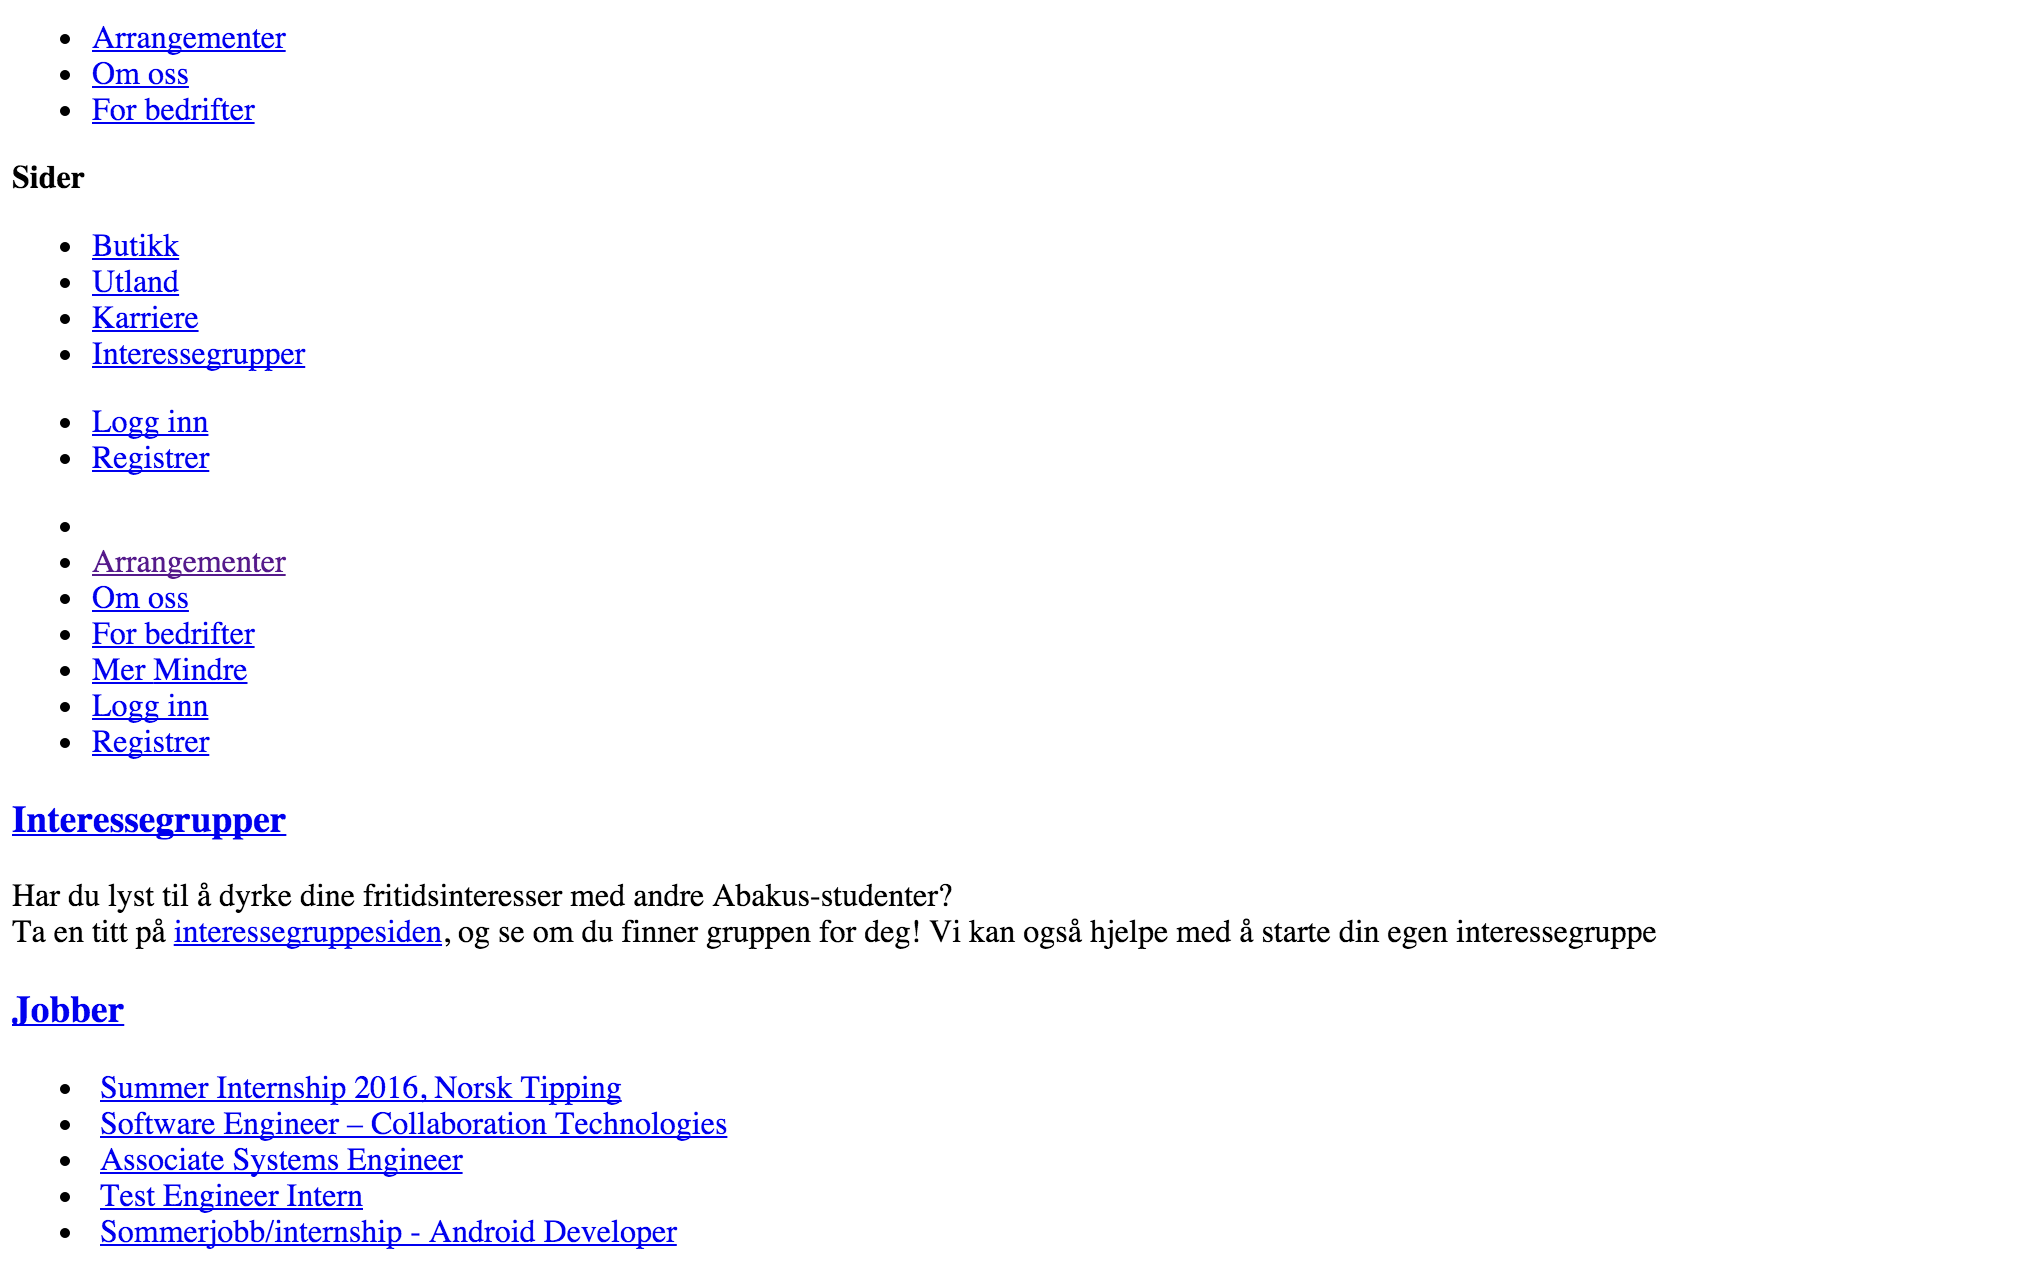 Arrangementer
Om oss
For bedrifter
Sider
Butikk
Utland
Karriere
Interessegrupper
Logg inn
Registrer
Arrangementer
Om oss
For bedrifter
Mer Mindre
Logg inn
Registrer
Interessegrupper
Har du lyst til å dyrke dine fritidsinteresser med andre Abakus-studenter?
Ta en titt på interessegruppesiden, og se om du finner gruppen for deg! Vi kan også hjelpe med å starte din egen interessegruppe
Jobber
Summer Internship 2016, Norsk Tipping
Software Engineer – Collaboration Technologies
Associate Systems Engineer
Test Engineer Intern
Sommerjobb/internship - Android Developer